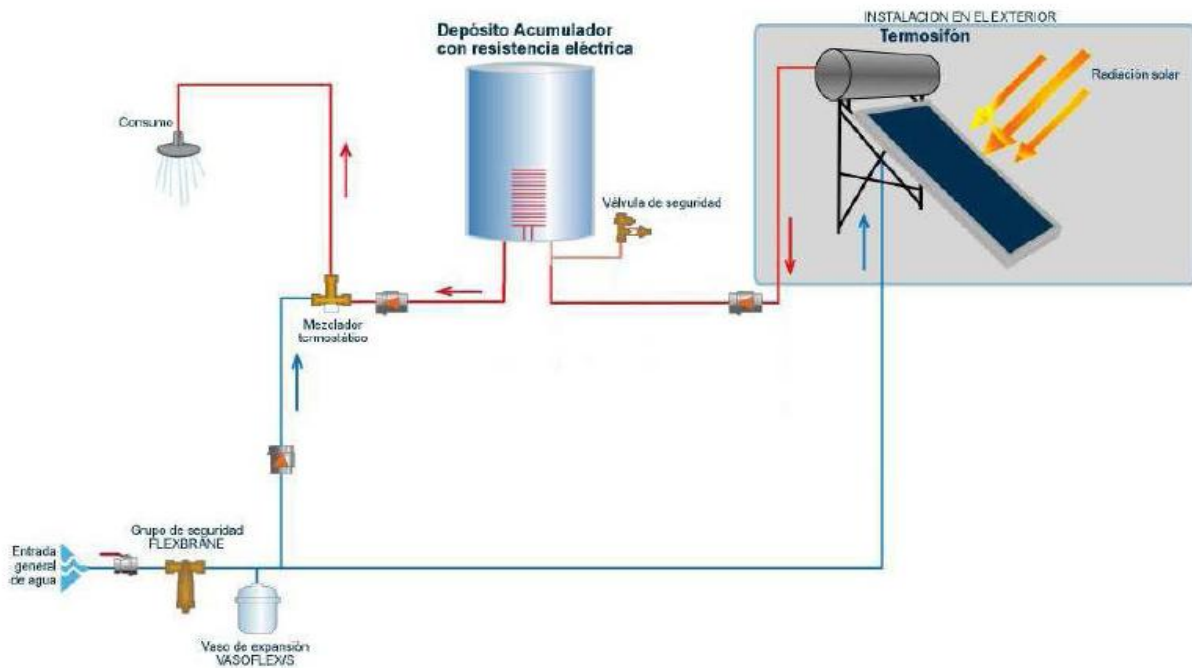 INSTALACION EN EL EXTERIOR
Termosifón
Radiación solar
Depósito Acumulador
con resistencia eléctrica
Consumo
Válvula de seguridad
Mezclador
termostático
Grupo de seguridad
FLEXBRANE
Entrada
general
de agua
Vaso de expansión
VASOFLEX/S